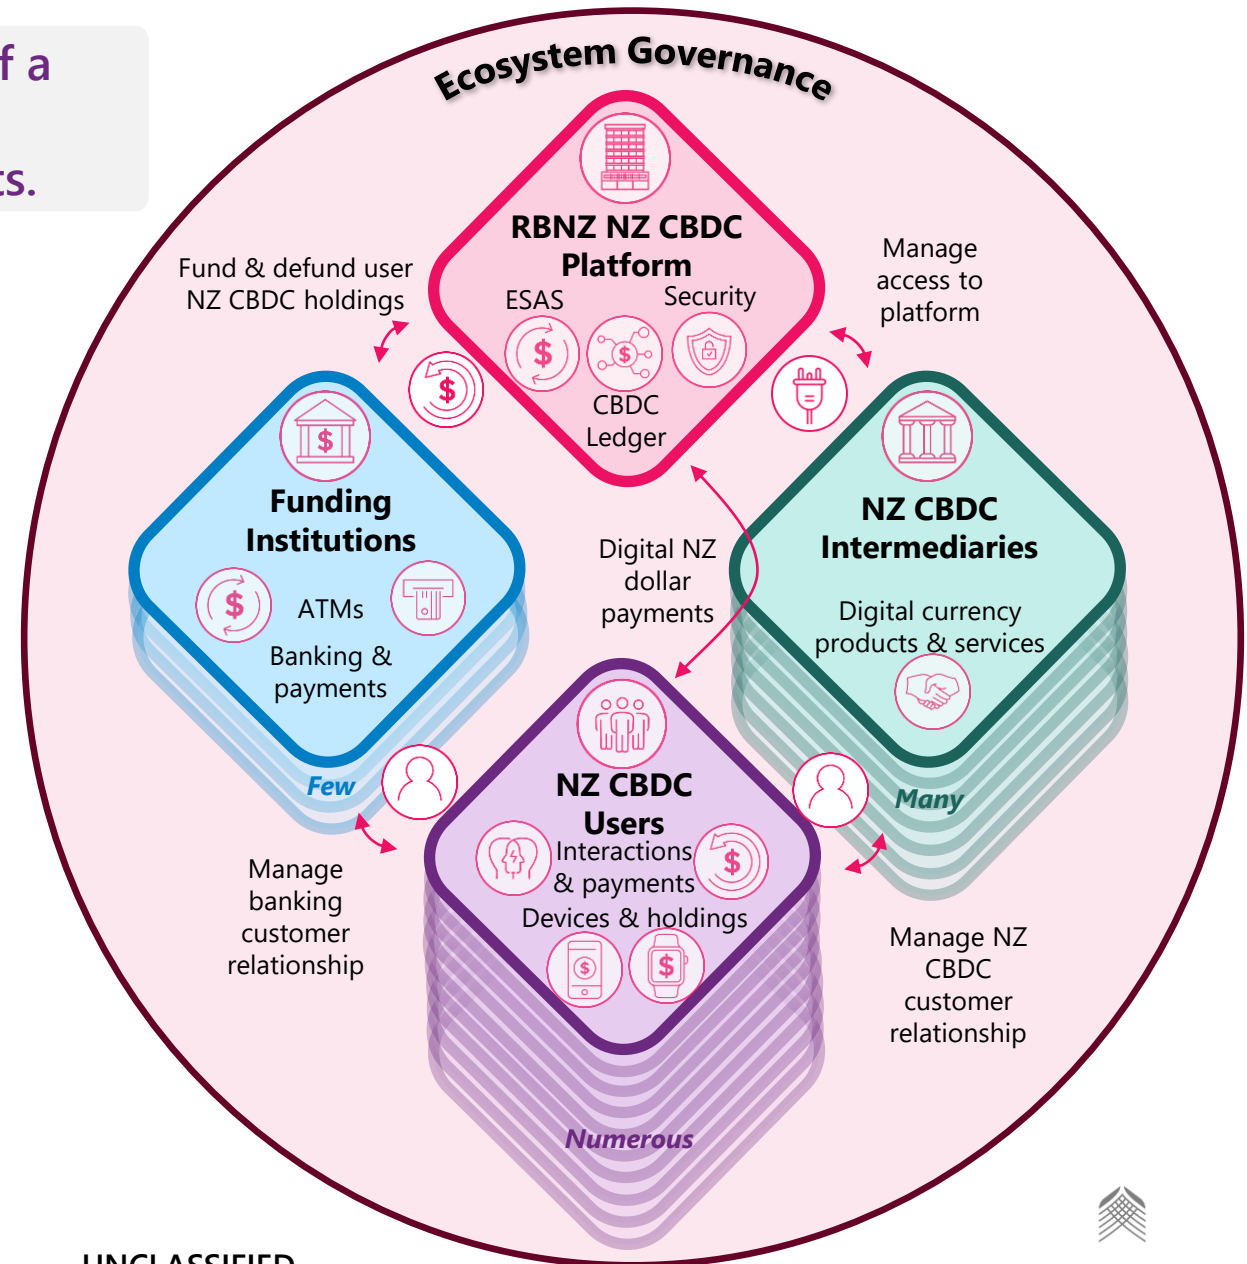 f a
ts.
Ecosystem Governance
RBNZ NZ CBDC
Platform
ESAS
Security
CBDC
Ledger
Fund & defund user
NZ CBDC holdings
Manage
access to
platform
Funding
Institutions
ATMs
Banking &
payments
Few
Digital NZ
dollar
payments
NZ CBDC
Intermediaries
Digital currency
products & services
Many
NZ CBDC
Users
Interactions
& payments
Devices & holdings
Numerous
Manage
banking
customer
relationship
Manage NZ
CBDC
customer
relationship
UNCLASSIFIED